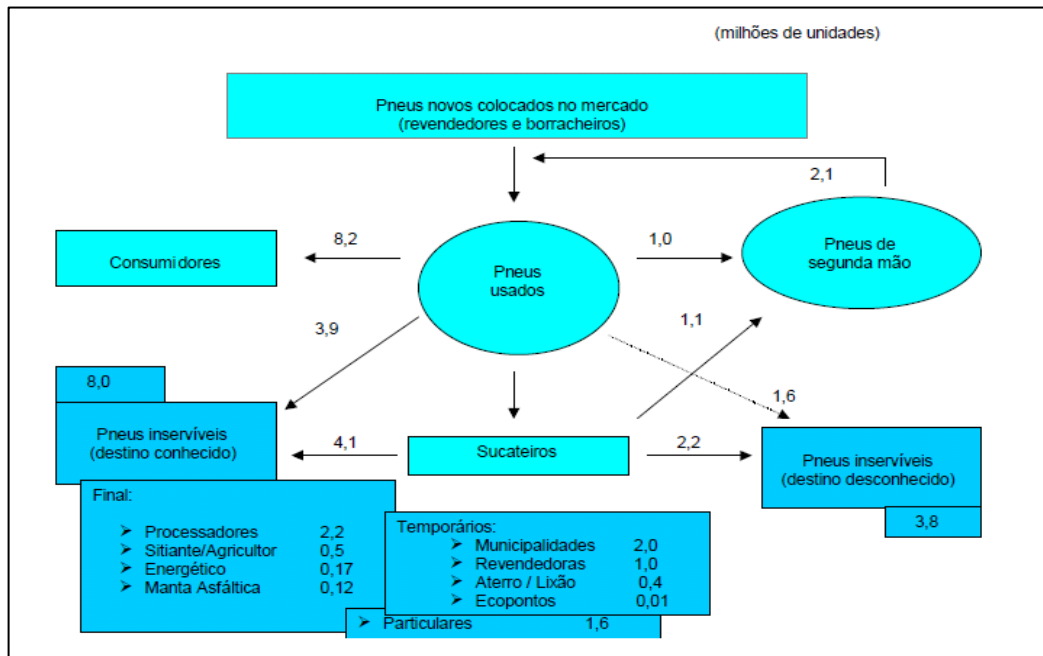 (milhões de unidades)
Pneus novos colocados no mercado
(revendedores e borracheiros)
2,1
8,2
1,0
Consumidores
Pneus
usados
Pneus de
segunda mão
3,9
1,1
8,0
1,6
Pneus inservíveis
(destino conhecido)
4,1
Sucateiros
2,2
Pneus inservíveis
(destino desconhecido)
3,8
Final:
➢ Processadores 2,2
➢ Sitiante/Agricultor 0,5
➢ Energético 0,17
➢ Manta Asfáltica 0,12
Temporários:
➢ Municipalidades 2,0
➢ Revendedoras 1,0
➢ Aterro / Lixão 0,4
➢ Ecopontos 0,01
➢ Particulares 1,6